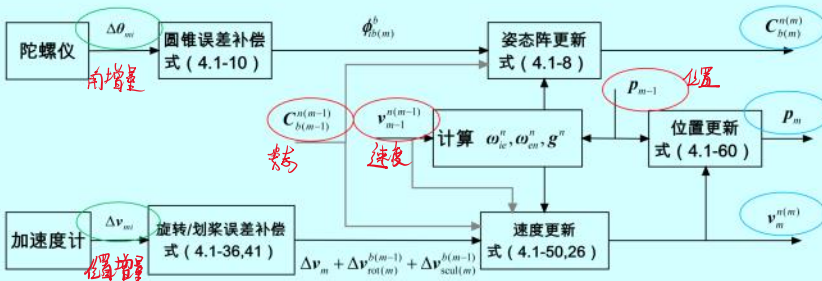 陀螺仪
Δθ_mi
角增量
圆锥误差补偿
式（4.1-10）
ϕ^b_ib(m)
姿态阵更新
式（4.1-8）
C^n(m)_b(m)
C^n(m-1)_b(m-1)
v^n(m-1)_m-1
速度
计算 ω^n_ie,ω^n_en,g^n
p_m-1
位置
位置更新
式（4.1-60）
p_m
加速度计
Δv_mi
位置增量
旋转/划桨误差补偿
式（4.1-36,41）
Δv_m + Δv^b(m-1)_rot(m) + Δv^b(m-1)_scul(m)
速度更新
式（4.1-50,26）
v^n(m)_m